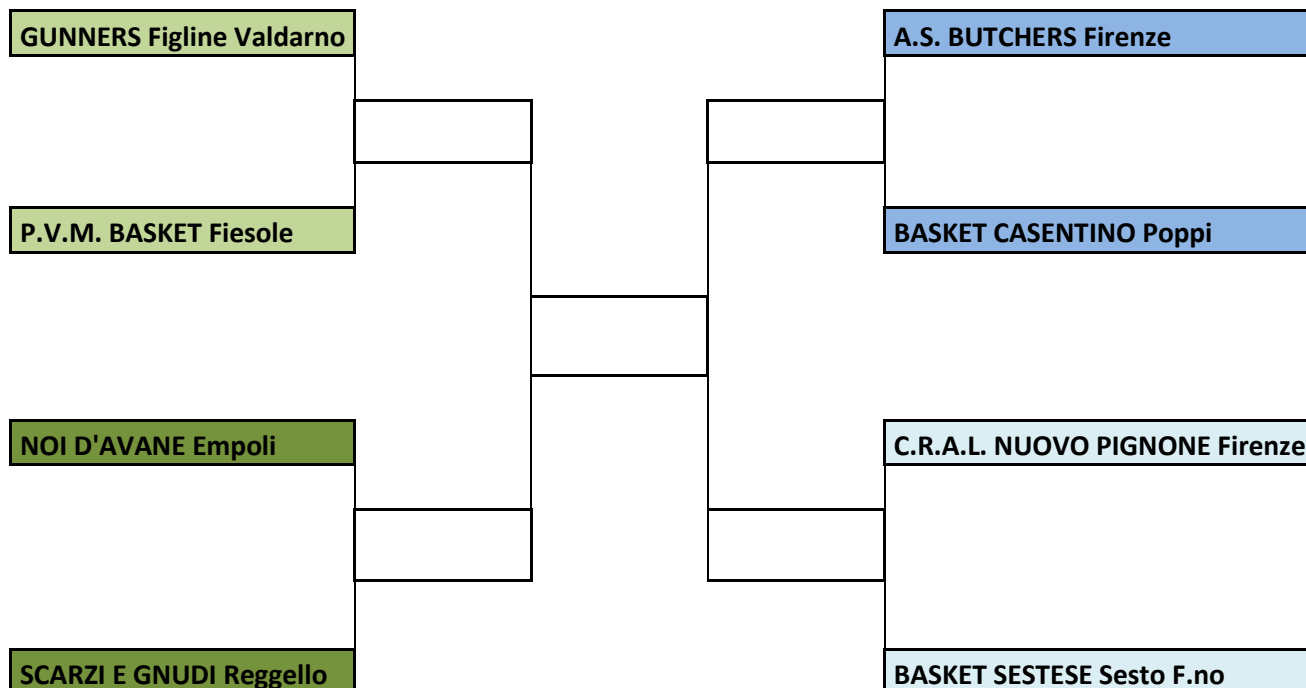 GUNNERS Figline Valdarno
A.S. BUTCHERS Firenze
P.V.M. BASKET Fiesole
BASKET CASENTINO Poppi
NOI D'AVANE Empoli
C.R.A.L. NUOVO PIGNONE Firenze
SCARZI E GNUDI Reggello
BASKET SESTESE Sesto F.no